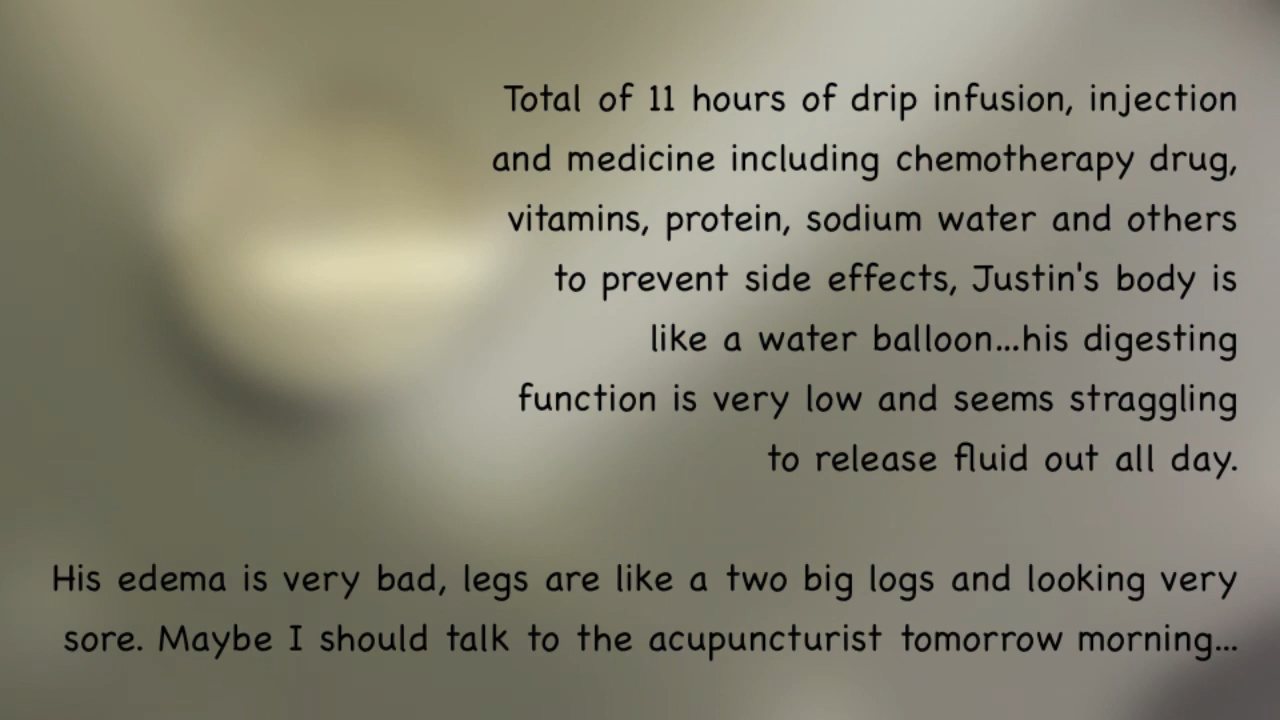 Total of 11 hours of drip infusion, injection
and medicine including chemotherapy drug,
vitamins, protein, sodium water and others
to prevent side effects, Justin's body is
like a water balloon...his digesting
function is very low and seems straggling
to release fluid out all day.
His edema is very bad, legs are like a two big logs and looking very
sore. Maybe I should talk to the acupuncturist tomorrow morning...